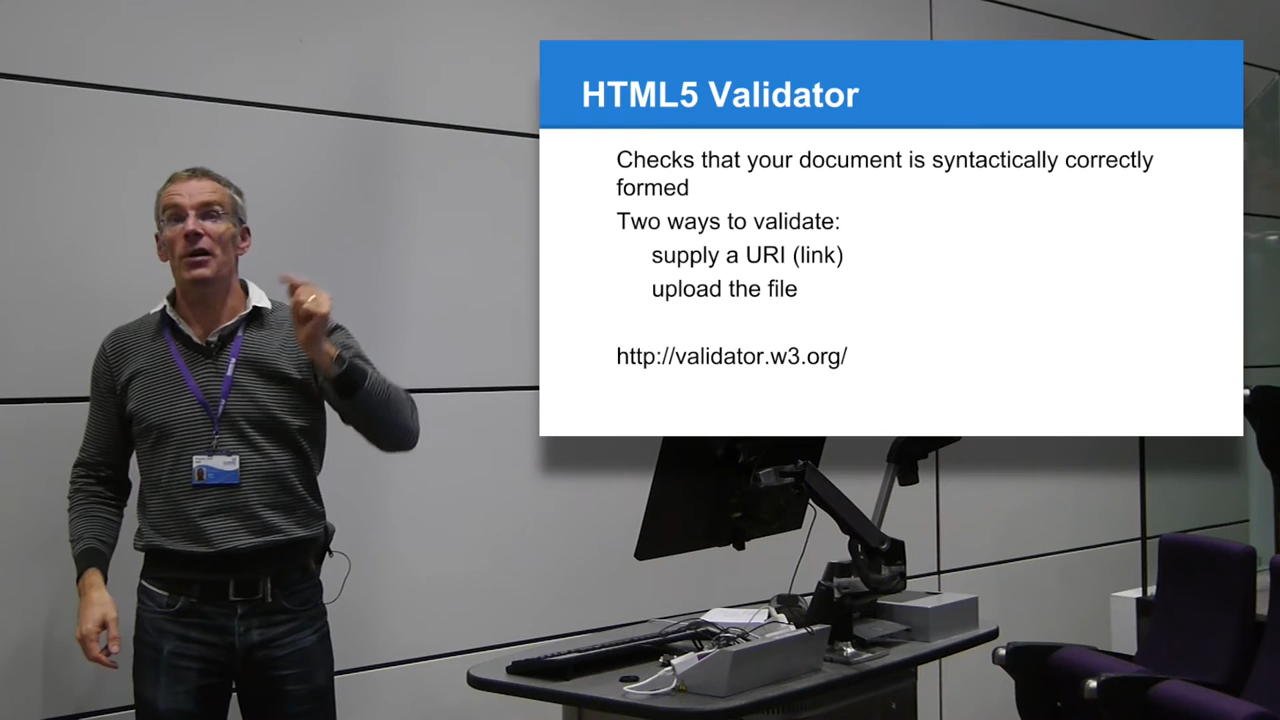 HTML5 Validator
Checks that your document is syntactically correctly
formed
Two ways to validate:
supply a URI (link)
upload the file
http://validator.w3.org/